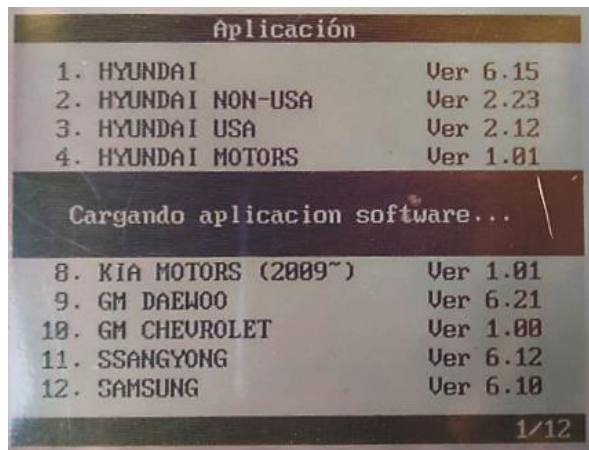 Aplicación
1. HYUNDAI Ver 6.15
2. HYUNDAI NON-USA Ver 2.23
3. HYUNDAI USA Ver 2.12
4. HYUNDAI MOTORS Ver 1.01
Cargando aplicacion software...
8. KIA MOTORS (2009~) Ver 1.01
9. GM DAEWOO Ver 6.21
10. GM CHEVROLET Ver 1.00
11. SSANGYONG Ver 6.12
12. SAMSUNG Ver 6.10
1/12